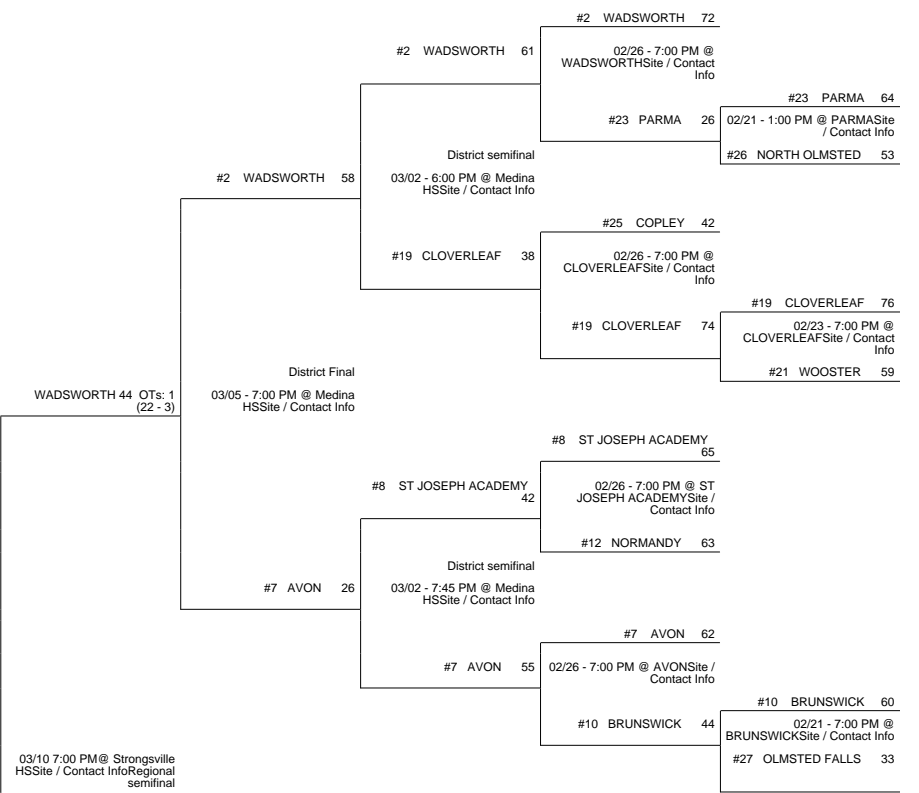 #2 WADSWORTH 72
#2 WADSWORTH 61
02/26 - 7:00 PM @
WADSWORTHSite / Contact
Info
#23 PARMA 64
#23 PARMA 26
02/21 - 1:00 PM @ PARMASite
/ Contact Info
#26 NORTH OLMSTED 53
District semifinal
03/02 - 6:00 PM @ Medina
HSSite / Contact Info
#2 WADSWORTH 58
#25 COPLEY 42
#19 CLOVERLEAF 38
02/26 - 7:00 PM @
CLOVERLEAFSite / Contact
Info
#19 CLOVERLEAF 76
#19 CLOVERLEAF 74
02/23 - 7:00 PM @
CLOVERLEAFSite / Contact
Info
#21 WOOSTER 59
District Final
03/05 - 7:00 PM @ Medina
HSSite / Contact Info
WADSWORTH 44 OTs: 1
(22 - 3)
#8 ST JOSEPH ACADEMY
65
#8 ST JOSEPH ACADEMY
42
02/26 - 7:00 PM @ ST
JOSEPH ACADEMYSite /
Contact Info
#12 NORMANDY 63
District semifinal
03/02 - 7:45 PM @ Medina
HSSite / Contact Info
#7 AVON 26
#7 AVON 62
#7 AVON 55
02/26 - 7:00 PM @ AVONSite /
Contact Info
#10 BRUNSWICK 60
#10 BRUNSWICK 44
02/21 - 7:00 PM @
BRUNSWICKSite / Contact Info
#27 OLMSTED FALLS 33
03/10 7:00 PM@ Strongsville
HSSite / Contact InfoRegional
semifinal